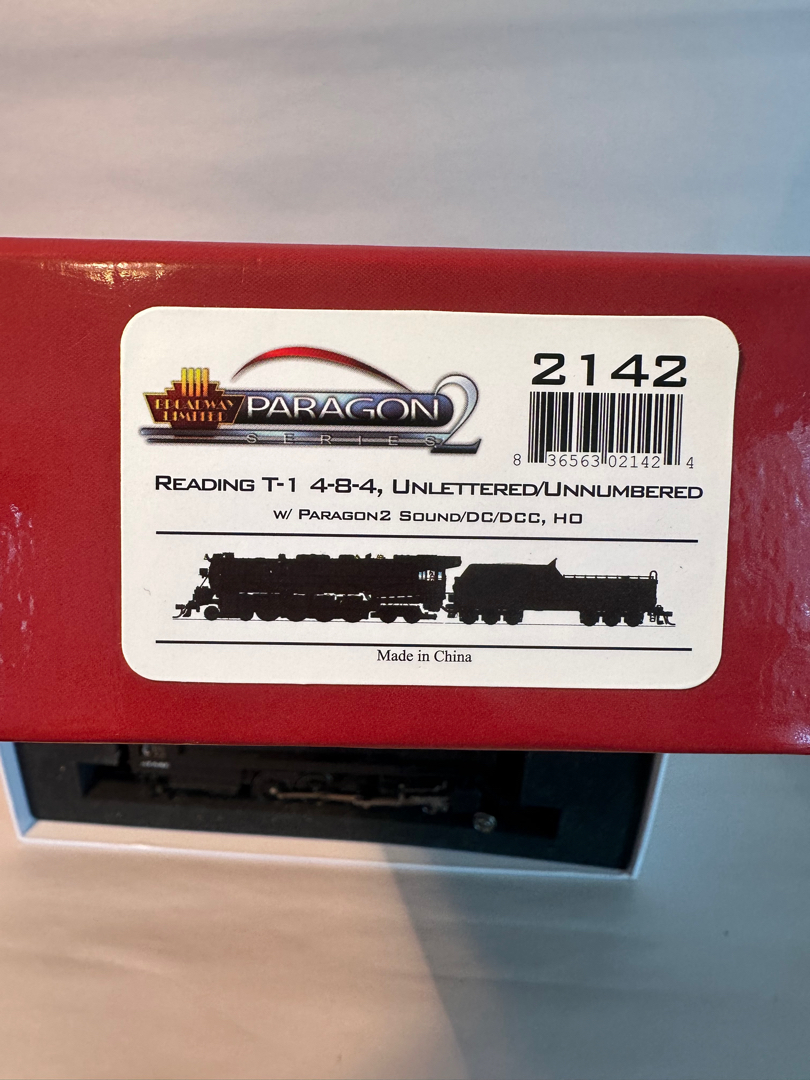 BROADWAY
LIMITED
PARAGON 2
SERIES
2142
8 36563 02142 4
READING T-1 4-8-4, UNLETTERED/UNNUMBERED
W/ PARAGON2 SOUND/DC/DCC, HO
Made in China